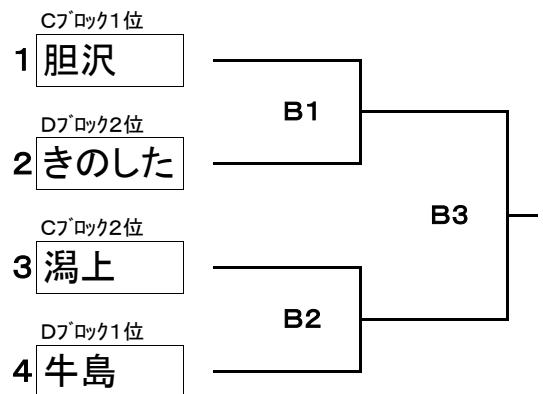 Cﾌﾞﾛｯｸ1位
1 胆沢
B1
Dﾌﾞﾛｯｸ2位
2 きのした
B3
Cﾌﾞﾛｯｸ2位
3 潟上
B2
Dﾌﾞﾛｯｸ1位
4 牛島